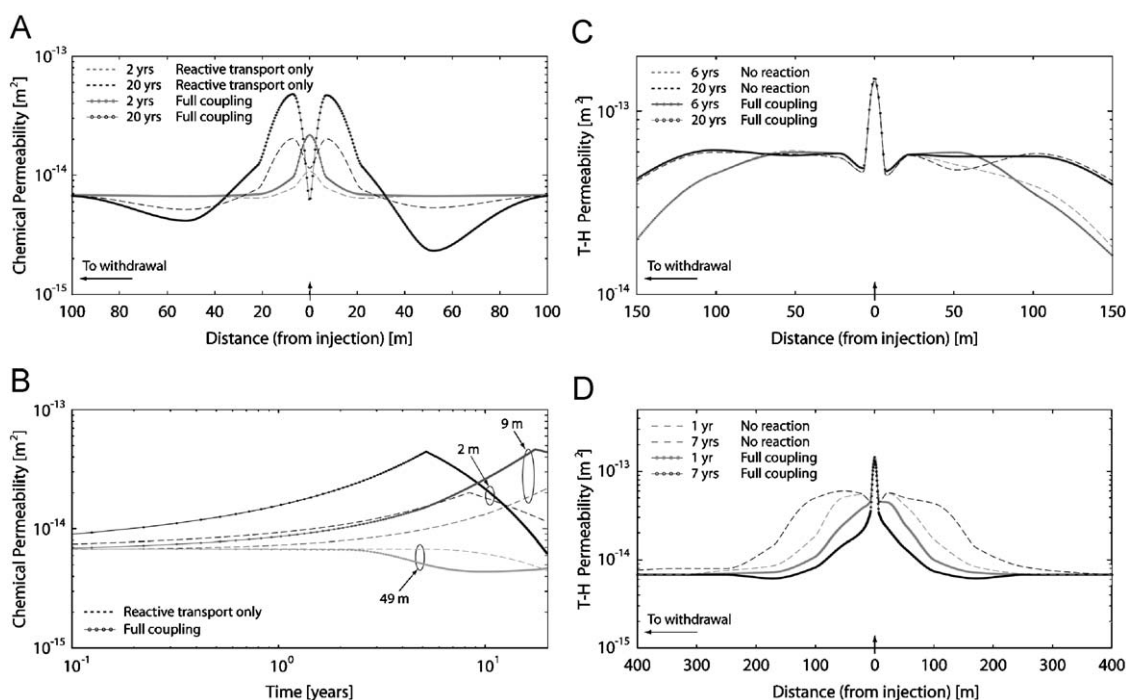 A
Chemical Permeability [m²]
10⁻¹³
10⁻¹⁴
10⁻¹⁵
2 yrs Reactive transport only
20 yrs Reactive transport only
2 yrs Full coupling
20 yrs Full coupling
To withdrawal
100 80 60 40 20 0 20 40 60 80 100
Distance (from injection) [m]
B
Chemical Permeability [m²]
10⁻¹³
10⁻¹⁴
10⁻¹⁵
9 m
2 m
49 m
Reactive transport only
Full coupling
10⁻¹ 10⁰ 10¹
Time [years]
C
T-H Permeability [m²]
10⁻¹³
10⁻¹⁴
6 yrs No reaction
20 yrs No reaction
6 yrs Full coupling
20 yrs Full coupling
To withdrawal
150 100 50 0 50 100 150
Distance (from injection) m
D
T-H Permeability [m²]
10⁻¹³
10⁻¹⁴
10⁻¹⁵
1 yr No reaction
7 yrs No reaction
1 yr Full coupling
7 yrs Full coupling
To withdrawal
400 300 200 100 0 100 200 300 400
Distance (from injection) [m]